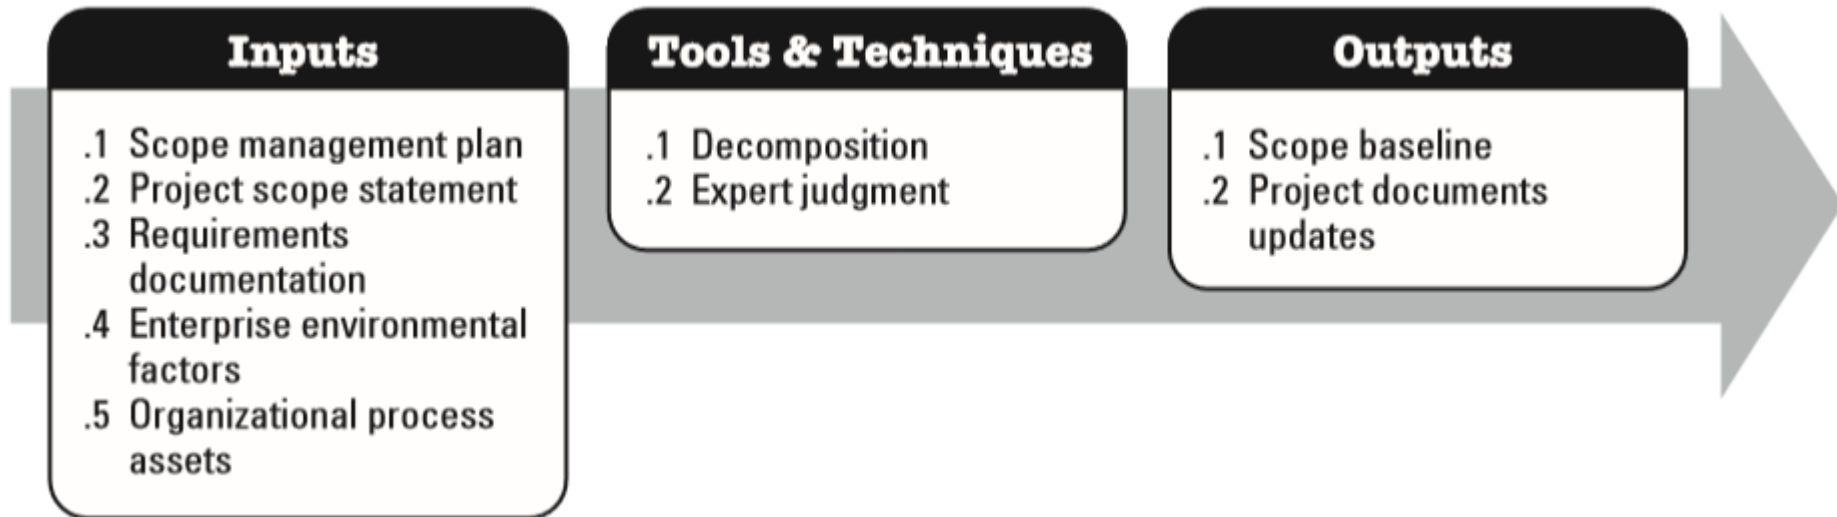 Inputs
.1 Scope management plan
.2 Project scope statement
.3 Requirements
documentation
.4 Enterprise environmental
factors
.5 Organizational process
assets
Tools & Techniques
.1 Decomposition
.2 Expert judgment
Outputs
.1 Scope baseline
.2 Project documents
updates